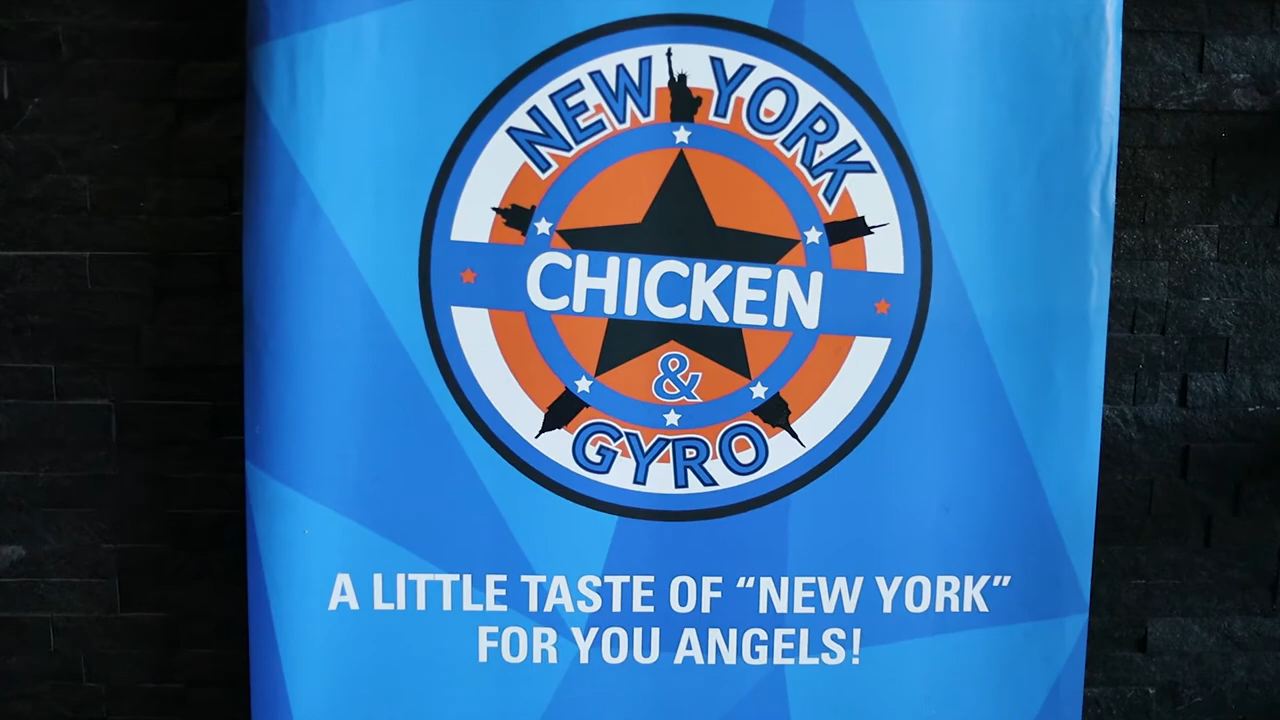 NEW YORK
CHICKEN
&
GYRO
A LITTLE TASTE OF “NEW YORK”
FOR YOU ANGELS!